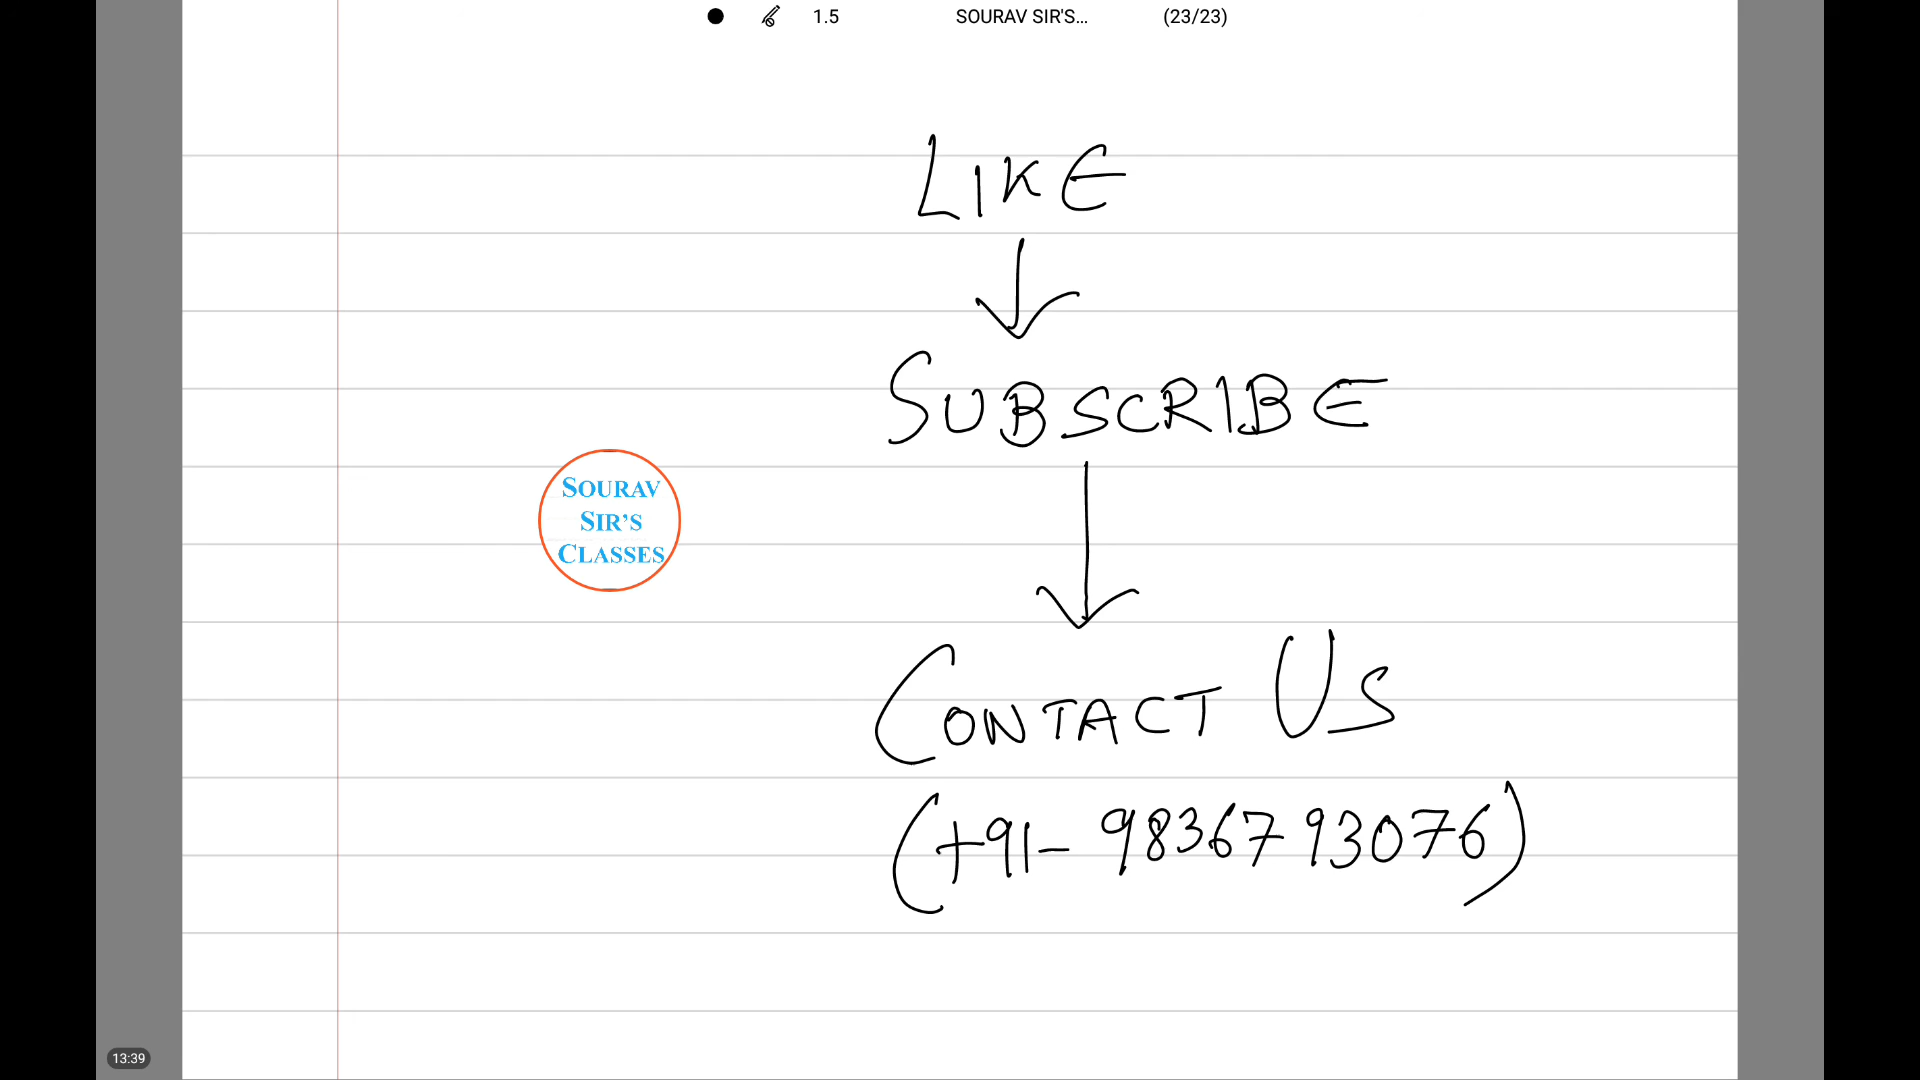 1.5 SOURAV SIR'S... (23/23)
LIKE
SUBSCRIBE
SOURAV
SIR'S
CLASSES
CONTACT US
(+91- 9836793076)
13:39